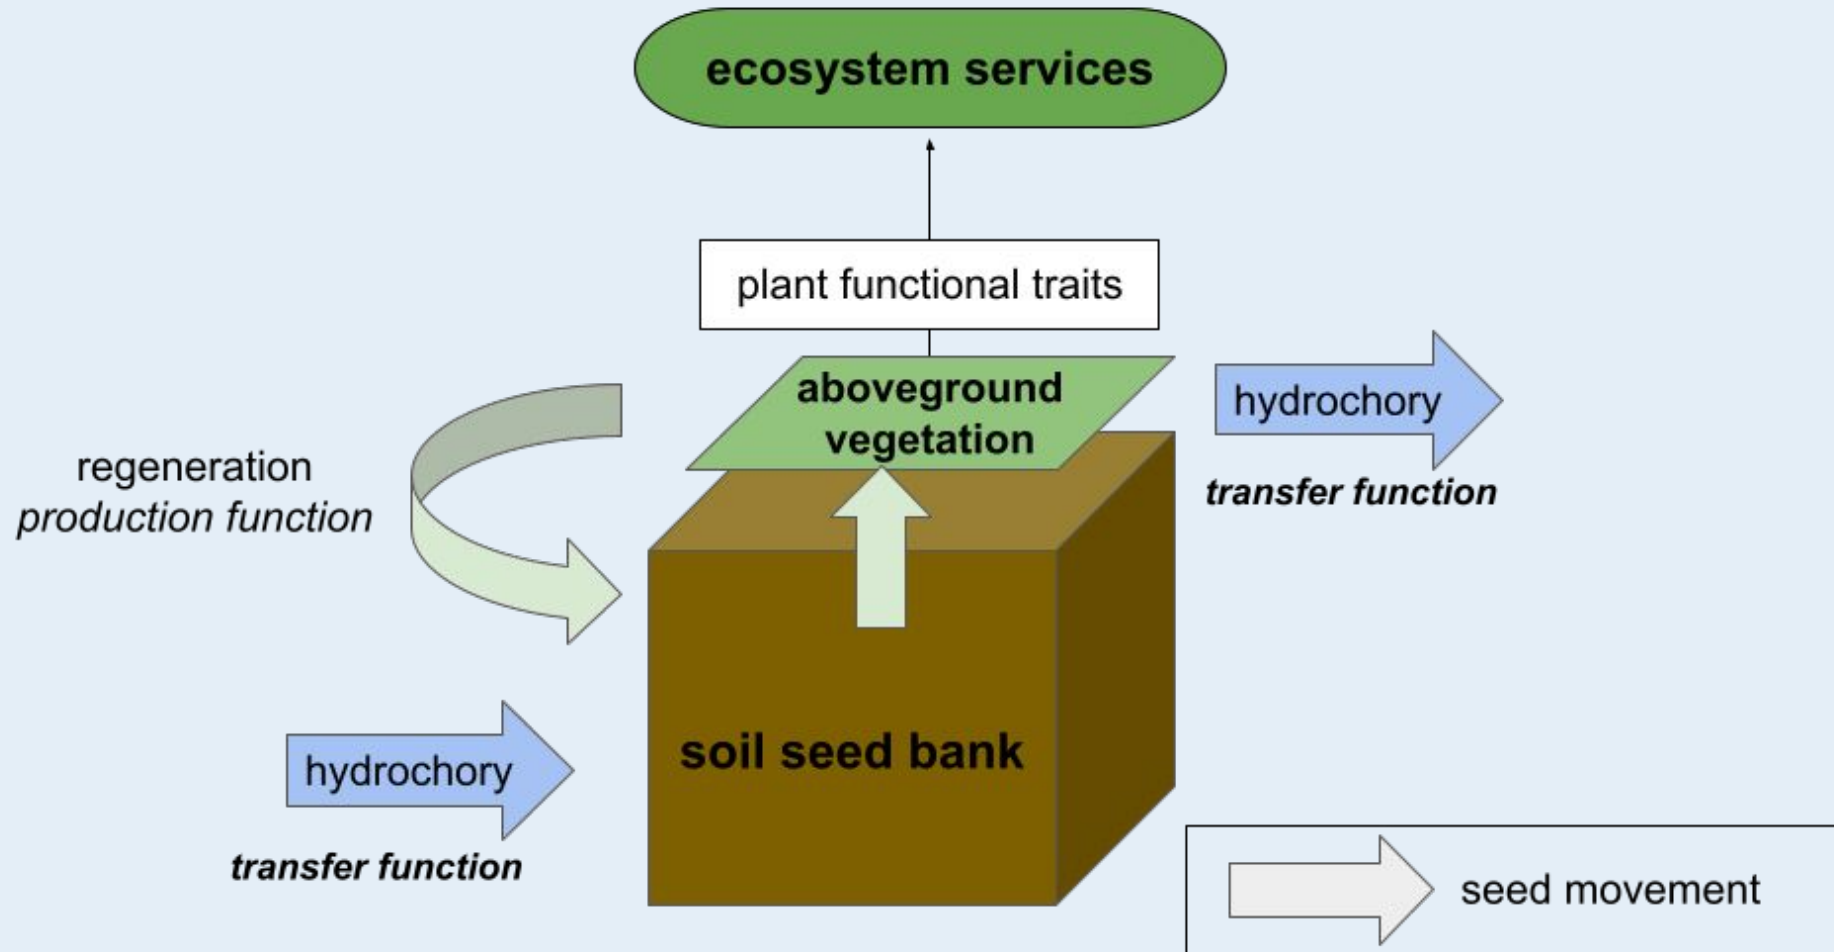 ecosystem services
plant functional traits
aboveground
vegetation
hydrochory
transfer function
regeneration
production function
soil seed bank
hydrochory
transfer function
seed movement